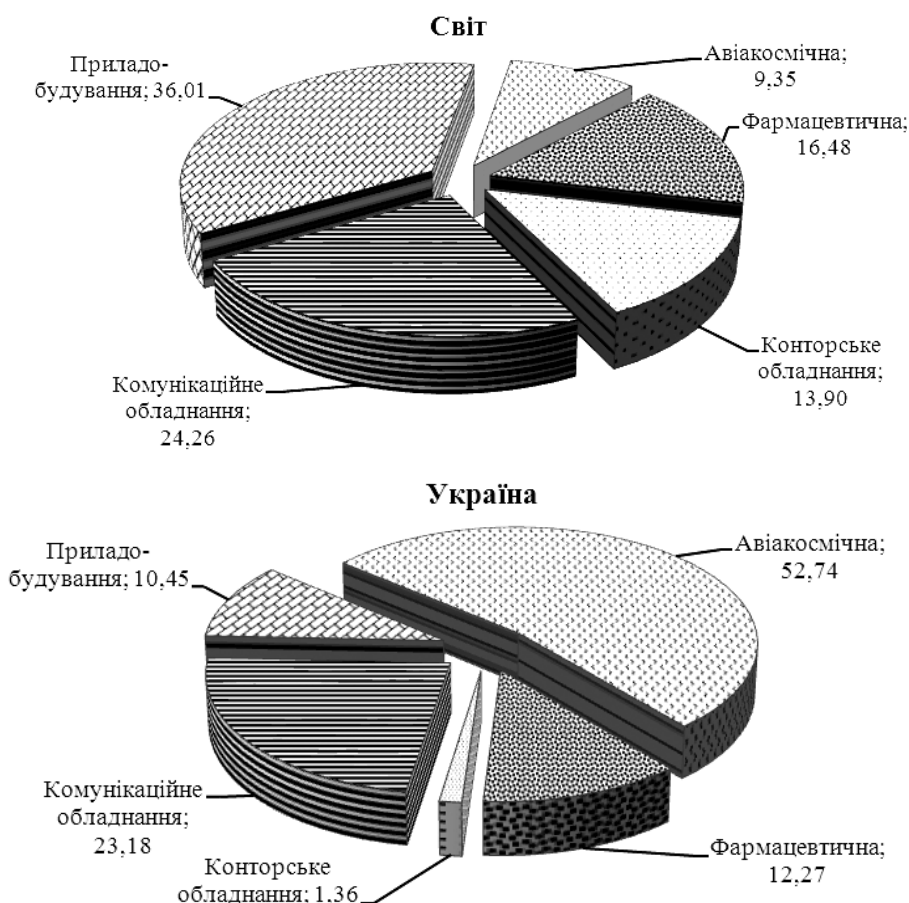 Світ
Приладо-
будування; 36,01
Авіакосмічна;
9,35
Фармацевтична;
16,48
Конторське
обладнання;
13,90
Комунікаційне
обладнання;
24,26
Україна
Приладо-
будування; 10,45
Авіакосмічна;
52,74
Комунікаційне
обладнання;
23,18
Конторське
обладнання; 1,36
Фармацевтична;
12,27